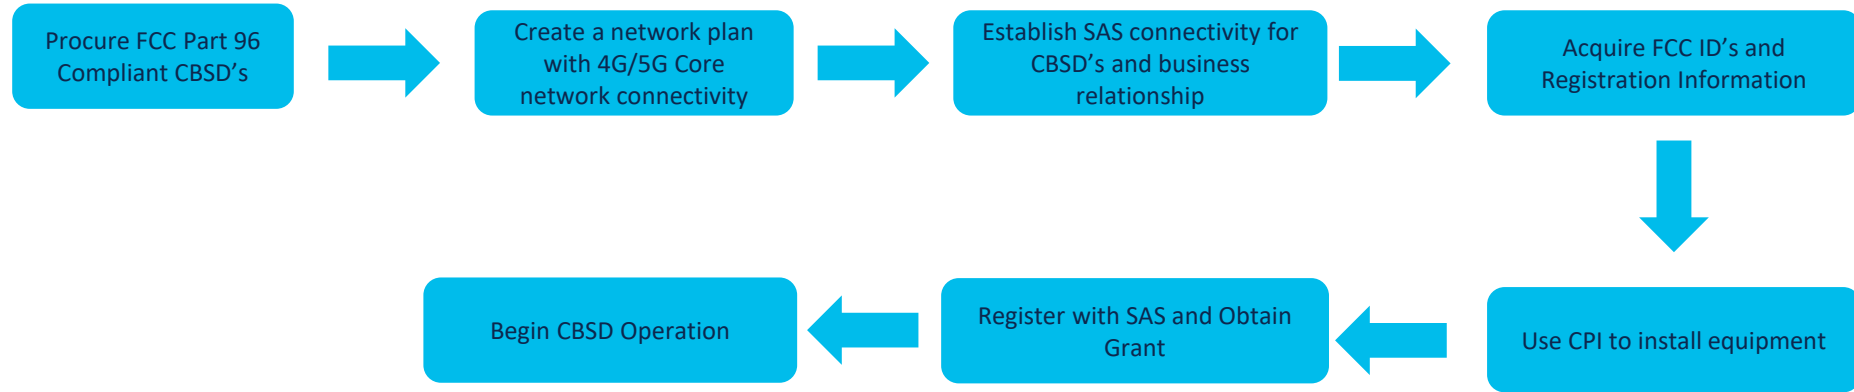 Procure FCC Part 96
Compliant CBSD’s
Create a network plan
with 4G/5G Core
network connectivity
Establish SAS connectivity for
CBSD’s and business
relationship
Acquire FCC ID’s and
Registration Information
Use CPI to install equipment
Register with SAS and Obtain
Grant
Begin CBSD Operation